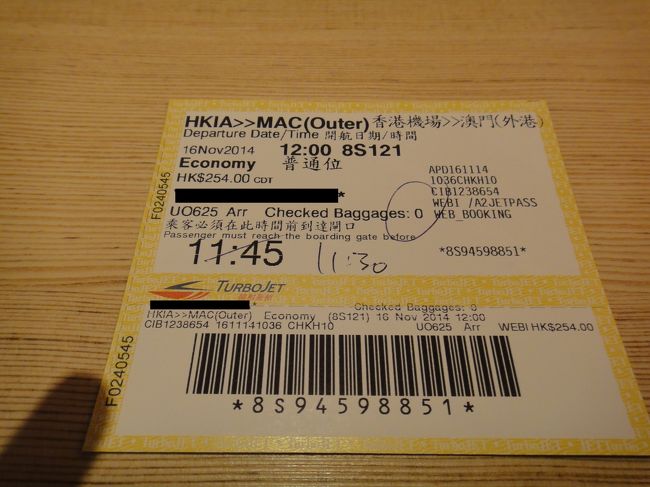 HKIA>>MAC(Outer) 香港機場>>澳門(外港)
Departure Date/Time 開航日期/時間
16Nov2014 12:00 8S121
Economy 普通位
APD161114
HK$254.00 CDT
1036CHKH10
CIB1238654
*
WEBI /A2JETPASS
UO625 Arr Checked Baggages: 0
WEB_BOOKING
乘客必須在此時間前到達閘口
Passenger must reach the boarding gate before
11:45 11:30
*8S94598851*
F0240545
TURBOJET
噴射飛航
*
Checked Baggages: 0
HKIA>>MAC(Outer) Economy (8S121) 16 Nov 2014 12:00
CIB1238654 1611141036 CHKH10 UO625 Arr WEBI HK$254.00
F0240545
*8S94598851*